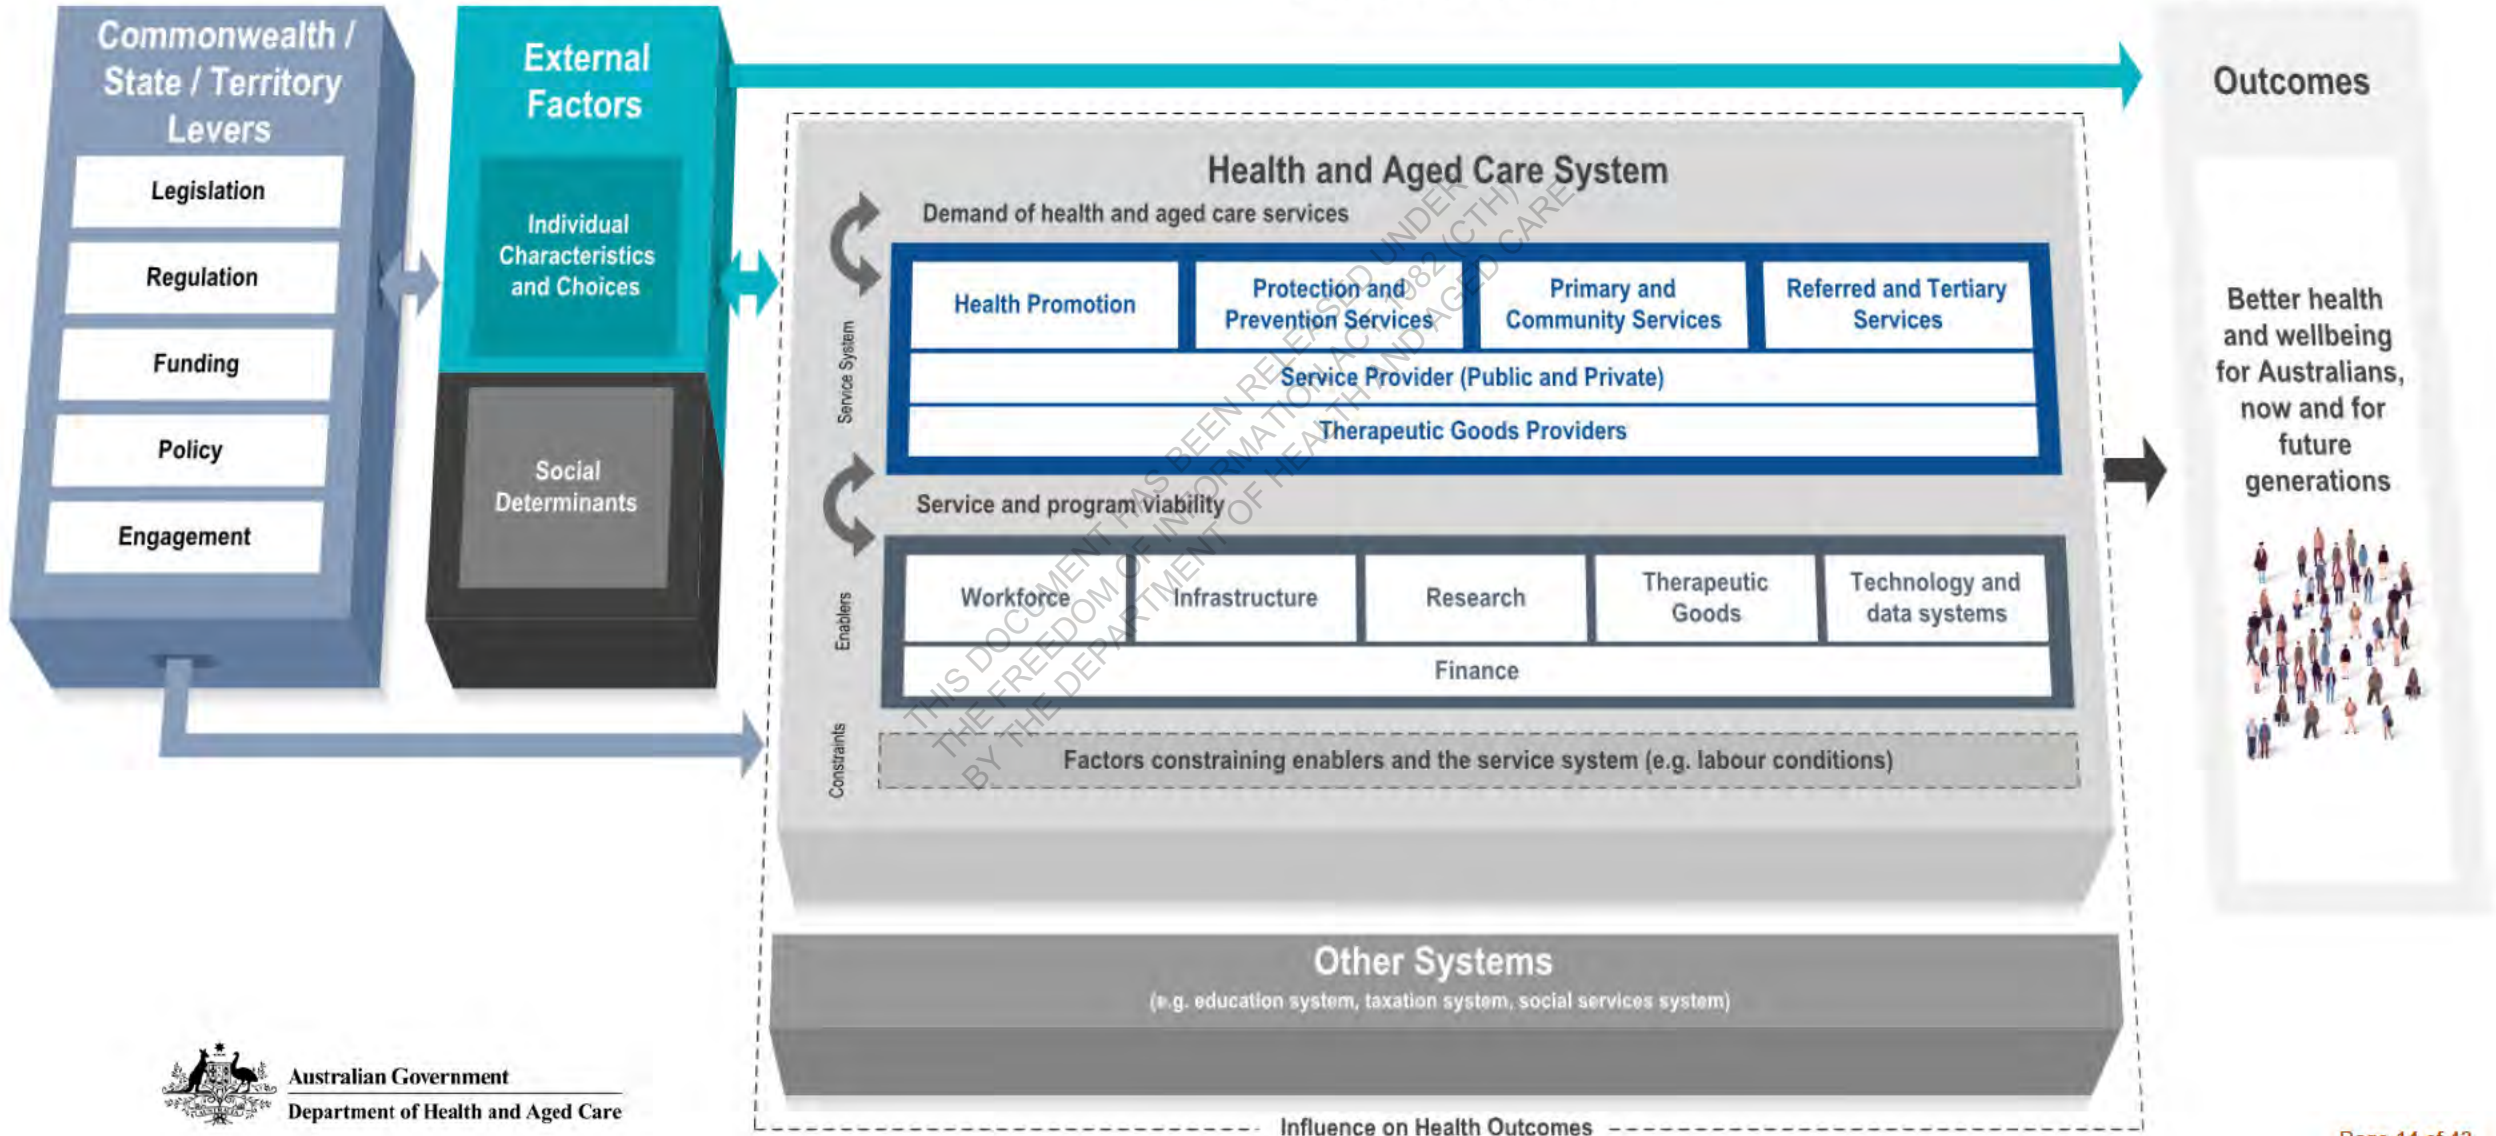 Commonwealth /
State / Territory
Levers
Legislation
Regulation
Funding
Policy
Engagement
External
Factors
Individual
Characteristics
and Choices
Social
Determinants
Health and Aged Care System
Demand of health and aged care services
Service System
Health Promotion
Protection and
Prevention Services
Primary and
Community Services
Referred and Tertiary
Services
Service Provider (Public and Private)
Therapeutic Goods Providers
Service and program viability
Enablers
Workforce
Infrastructure
Research
Therapeutic
Goods
Technology and
data systems
Finance
Constraints
Factors constraining enablers and the service system (e.g. labour conditions)
Other Systems
(e.g. education system, taxation system, social services system)
Influence on Health Outcomes
Outcomes
Better health
and wellbeing
for Australians,
now and for
future
generations
THIS DOCUMENT HAS BEEN RELEASED UNDER
THE FREEDOM OF INFORMATION ACT 1982 (CTH)
BY THE DEPARTMENT OF HEALTH AND AGED CARE
Australian Government
Department of Health and Aged Care